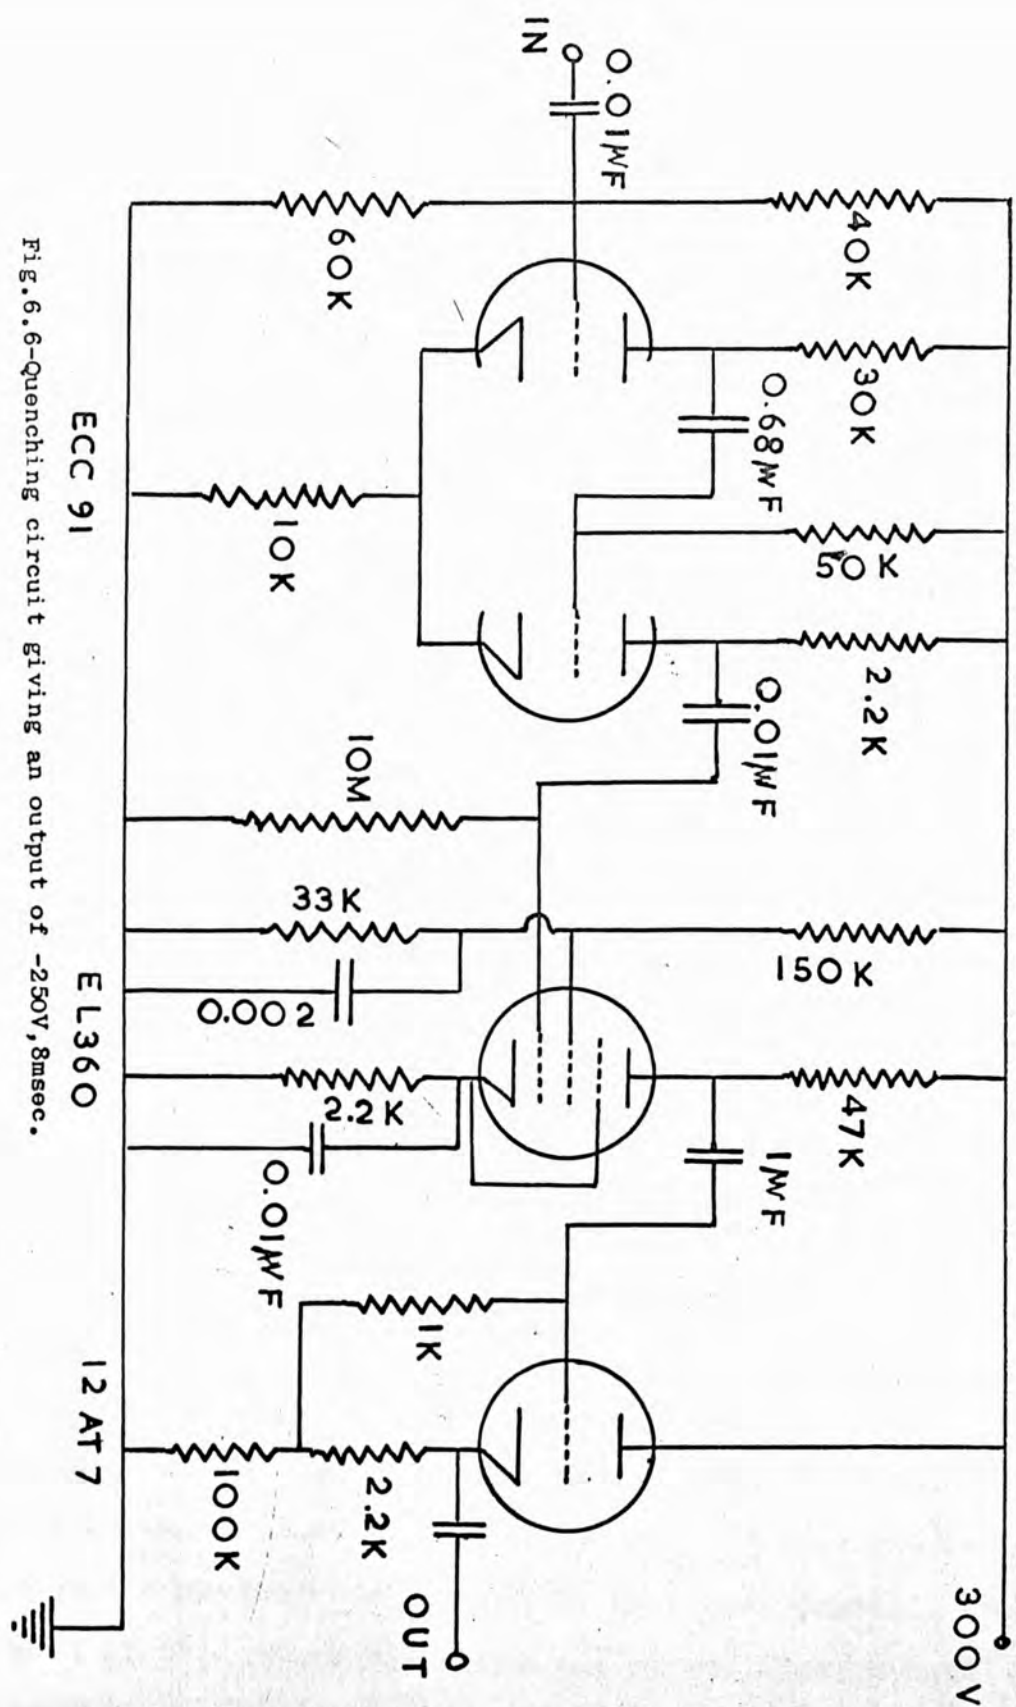 300V
40K
30K
50K
2.2K
150K
47K
0.01μF
0.68μF
0.01μF
1μF
IN
60K
10K
10M
33K
0.002
2.2K
0.01μF
1K
2.2K
100K
OUT
ECC 91
EL360
12 AT7
Fig.6.6-Quenching circuit giving an output of -250V,8msec.